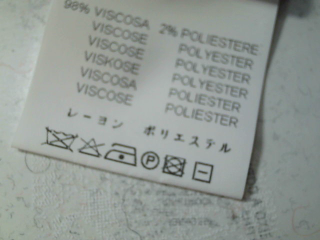 98% VISCOSA 2% POLIESTERE
VISCOSE POLYESTER
VISCOSE POLYESTER
VISKOSE POLYESTER
VISCOSA POLIESTER
VISCOSE POLIESTER
レーヨン ポリエステル
P